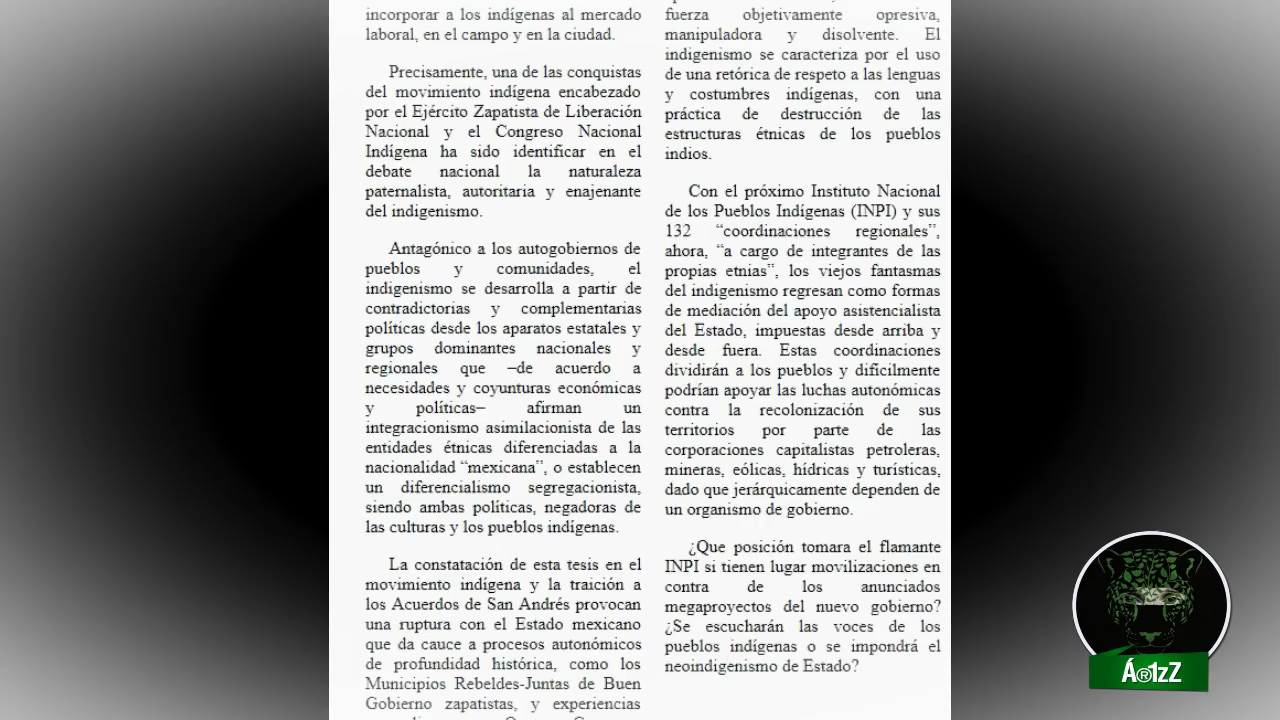 incorporar a los indígenas al mercado
laboral, en el campo y en la ciudad.
Precisamente, una de las conquistas
del movimiento indígena encabezado
por el Ejército Zapatista de Liberación
Nacional y el Congreso Nacional
Indígena ha sido identificar en el
debate nacional la naturaleza
paternalista, autoritaria y enajenante
del indigenismo.
Antagónico a los autogobiernos de
pueblos y comunidades, el
indigenismo se desarrolla a partir de
contradictorias y complementarias
políticas desde los aparatos estatales y
grupos dominantes nacionales y
regionales que –de acuerdo a
necesidades y coyunturas económicas
y políticas– afirman un
integracionismo asimilacionista de las
entidades étnicas diferenciadas a la
nacionalidad “mexicana”, o establecen
un diferencialismo segregacionista,
siendo ambas políticas, negadoras de
las culturas y los pueblos indígenas.
La constatación de esta tesis en el
movimiento indígena y la traición a
los Acuerdos de San Andrés provocan
una ruptura con el Estado mexicano
que da cauce a procesos autonómicos
de profundidad histórica, como los
Municipios Rebeldes-Juntas de Buen
Gobierno zapatistas, y experiencias
fuerza objetivamente opresiva,
manipuladora y disolvente. El
indigenismo se caracteriza por el uso
de una retórica de respeto a las lenguas
y costumbres indígenas, con una
práctica de destrucción de las
estructuras étnicas de los pueblos
indios.
Con el próximo Instituto Nacional
de los Pueblos Indígenas (INPI) y sus
132 “coordinaciones regionales”,
ahora, “a cargo de integrantes de las
propias etnias”, los viejos fantasmas
del indigenismo regresan como formas
de mediación del apoyo asistencialista
del Estado, impuestas desde arriba y
desde fuera. Estas coordinaciones
dividirán a los pueblos y difícilmente
podrían apoyar las luchas autonómicas
contra la recolonización de sus
territorios por parte de las
corporaciones capitalistas petroleras,
mineras, eólicas, hídricas y turísticas,
dado que jerárquicamente dependen de
un organismo de gobierno.
¿Que posición tomara el flamante
INPI si tienen lugar movilizaciones en
contra de los anunciados
megaproyectos del nuevo gobierno?
¿Se escucharán las voces de los
pueblos indígenas o se impondrá el
neoindigenismo de Estado?
Á®1zZ